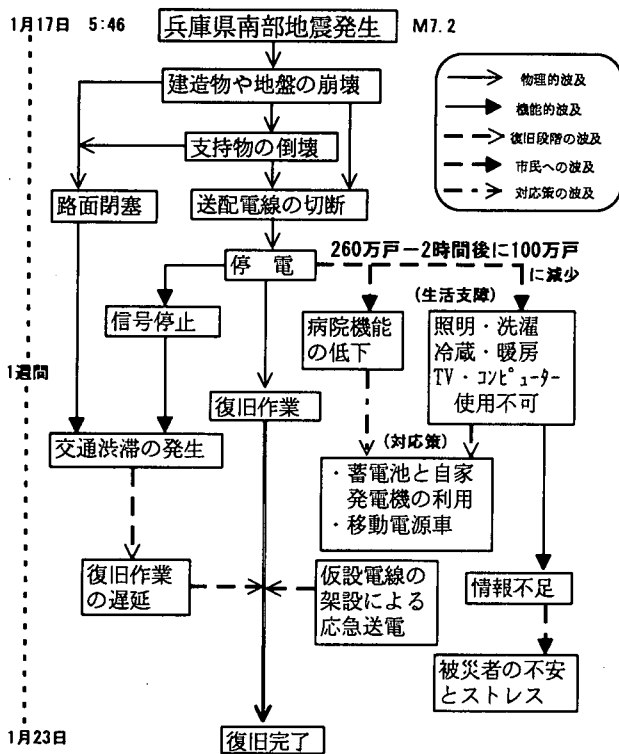 1月17日 5:46
兵庫県南部地震発生
M7.2
建造物や地盤の崩壊
支持物の倒壊
路面閉塞
送配電線の切断
物理的波及
機能的波及
復旧段階の波及
市民への波及
対応策の波及
停 電
260万戸ー2時間後に100万戸
に減少
信号停止
病院機能
の低下
(生活支障)
照明・洗濯
冷蔵・暖房
TV・コンピューター
使用不可
1週間
復旧作業
交通渋滞の発生
(対応策)
・蓄電池と自家
発電機の利用
・移動電源車
復旧作業
の遅延
仮設電線の
架設による
応急送電
情報不足
被災者の不安
とストレス
1月23日
復旧完了